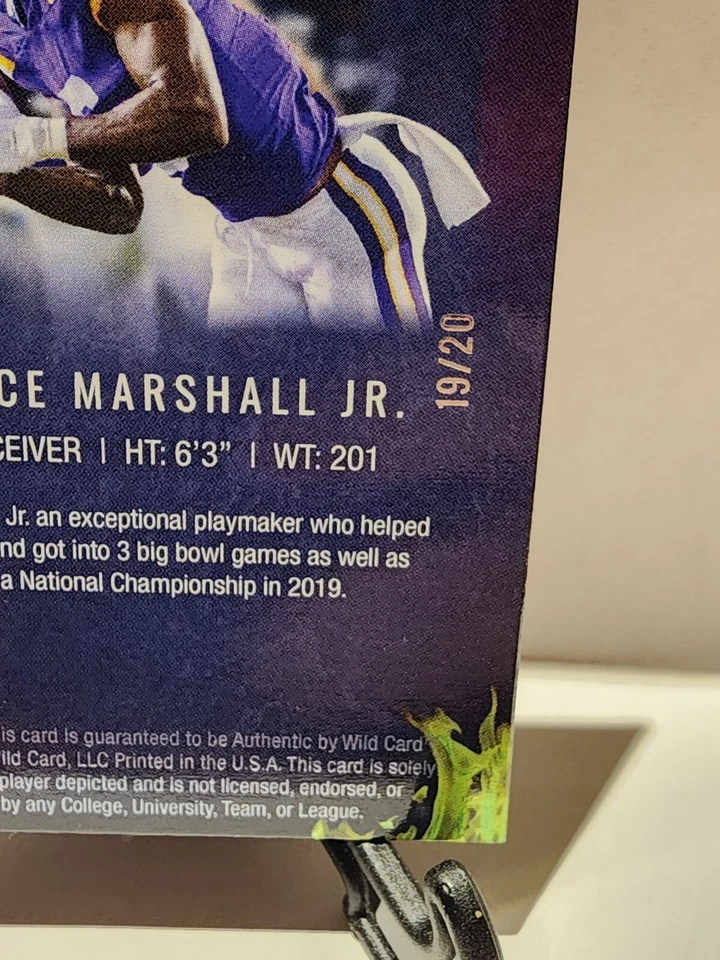 CE MARSHALL JR.
19/20
CEIVER | HT: 6'3" | WT: 201
Jr. an exceptional playmaker who helped
nd got into 3 big bowl games as well as
a National Championship in 2019.
is card is guaranteed to be Authentic by Wild Card
ild Card, LLC Printed in the U.S.A. This card is solely
player depicted and is not licensed, endorsed, or
by any College, University, Team, or League.